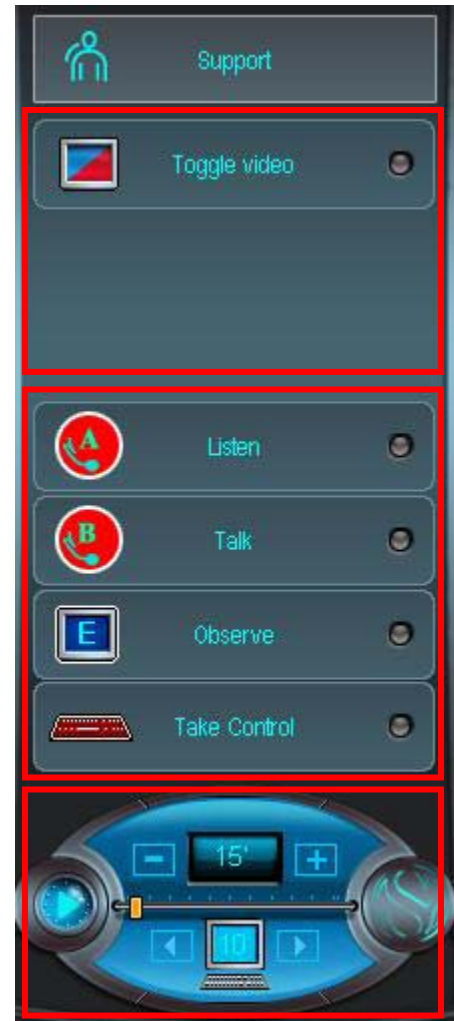 Support
Toggle video
A
Listen
B
Talk
E
Observe
Take Control
15'
10